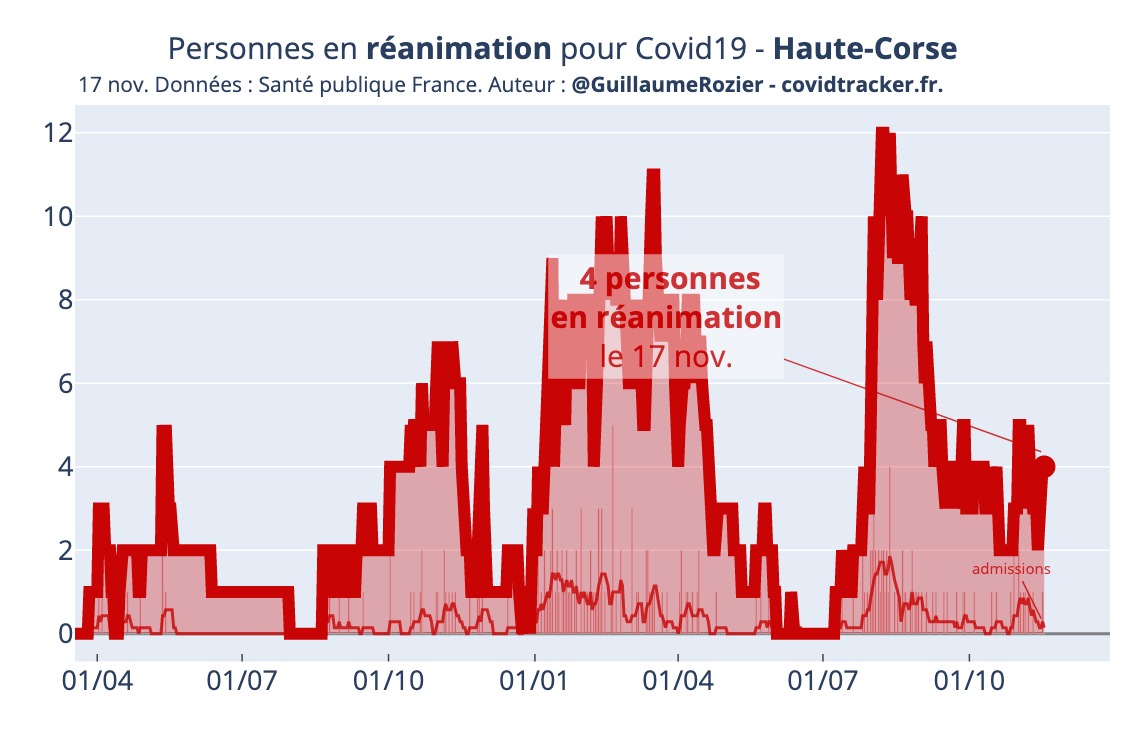 Personnes en réanimation pour Covid19 - Haute-Corse
17 nov. Données : Santé publique France. Auteur : @GuillaumeRozier - covidtracker.fr.
12
10
8
6
4
2
0
4 personnes
en réanimation
le 17 nov.
admissions
01/04 01/07 01/10 01/01 01/04 01/07 01/10